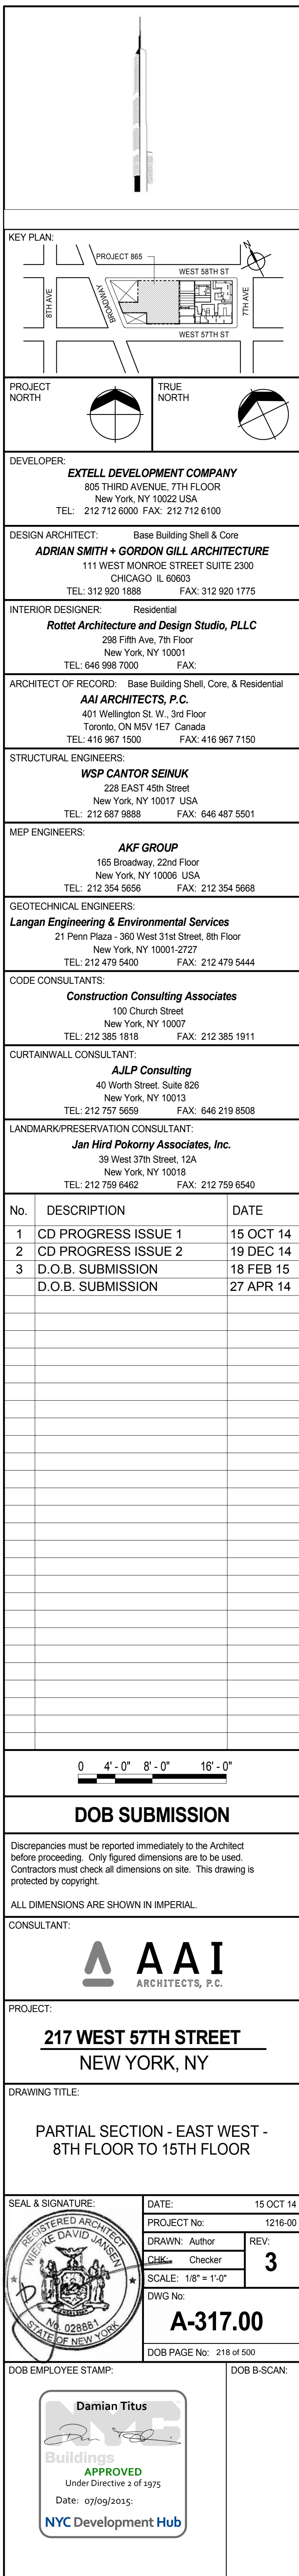 KEY PLAN:
N
PROJECT 865
WEST 58TH ST
8TH AVE
BROADWAY
7TH AVE
WEST 57TH ST
PROJECT
NORTH
TRUE
NORTH
DEVELOPER:
EXTELL DEVELOPMENT COMPANY
805 THIRD AVENUE, 7TH FLOOR
New York, NY 10022 USA
TEL: 212 712 6000 FAX: 212 712 6100
DESIGN ARCHITECT: Base Building Shell & Core
ADRIAN SMITH + GORDON GILL ARCHITECTURE
111 WEST MONROE STREET SUITE 2300
CHICAGO IL 60603
TEL: 312 920 1888 FAX: 312 920 1775
INTERIOR DESIGNER: Residential
Rottet Architecture and Design Studio, PLLC
298 Fifth Ave, 7th Floor
New York, NY 10001
TEL: 646 998 7000 FAX:
ARCHITECT OF RECORD: Base Building Shell, Core, & Residential
AAI ARCHITECTS, P.C.
401 Wellington St. W., 3rd Floor
Toronto, ON M5V 1E7 Canada
TEL: 416 967 1500 FAX: 416 967 7150
STRUCTURAL ENGINEERS:
WSP CANTOR SEINUK
228 EAST 45th Street
New York, NY 10017 USA
TEL: 212 687 9888 FAX: 646 487 5501
MEP ENGINEERS:
AKF GROUP
165 Broadway, 22nd Floor
New York, NY 10006 USA
TEL: 212 354 5656 FAX: 212 354 5668
GEOTECHNICAL ENGINEERS:
Langan Engineering & Environmental Services
21 Penn Plaza - 360 West 31st Street, 8th Floor
New York, NY 10001-2727
TEL: 212 479 5400 FAX: 212 479 5444
CODE CONSULTANTS:
Construction Consulting Associates
100 Church Street
New York, NY 10007
TEL: 212 385 1818 FAX: 212 385 1911
CURTAINWALL CONSULTANT:
AJLP Consulting
40 Worth Street. Suite 826
New York, NY 10013
TEL: 212 757 5659 FAX: 646 219 8508
LANDMARK/PRESERVATION CONSULTANT:
Jan Hird Pokorny Associates, Inc.
39 West 37th Street, 12A
New York, NY 10018
TEL: 212 759 6462 FAX: 212 759 6540
No. DESCRIPTION DATE
1 CD PROGRESS ISSUE 1 15 OCT 14
2 CD PROGRESS ISSUE 2 19 DEC 14
3 D.O.B. SUBMISSION 18 FEB 15
D.O.B. SUBMISSION 27 APR 14
0 4' - 0" 8' - 0" 16' - 0"
DOB SUBMISSION
Discrepancies must be reported immediately to the Architect
before proceeding. Only figured dimensions are to be used.
Contractors must check all dimensions on site. This drawing is
protected by copyright.
ALL DIMENSIONS ARE SHOWN IN IMPERIAL.
CONSULTANT:
AAI
ARCHITECTS, P.C.
PROJECT:
217 WEST 57TH STREET
NEW YORK, NY
DRAWING TITLE:
PARTIAL SECTION - EAST WEST -
8TH FLOOR TO 15TH FLOOR
SEAL & SIGNATURE:
REGISTERED ARCHITECT
WIEPKE DAVID JANSEN
No. 028881
STATE OF NEW YORK
DATE: 15 OCT 14
PROJECT No: 1216-00
DRAWN: Author
CHK: Checker
SCALE: 1/8" = 1'-0"
REV:
3
DWG No:
A-317.00
DOB PAGE No: 218 of 500
DOB EMPLOYEE STAMP:
DOB B-SCAN:
NYC
Damian Titus
Buildings
APPROVED
Under Directive 2 of 1975
Date: 07/09/2015:
NYC Development Hub